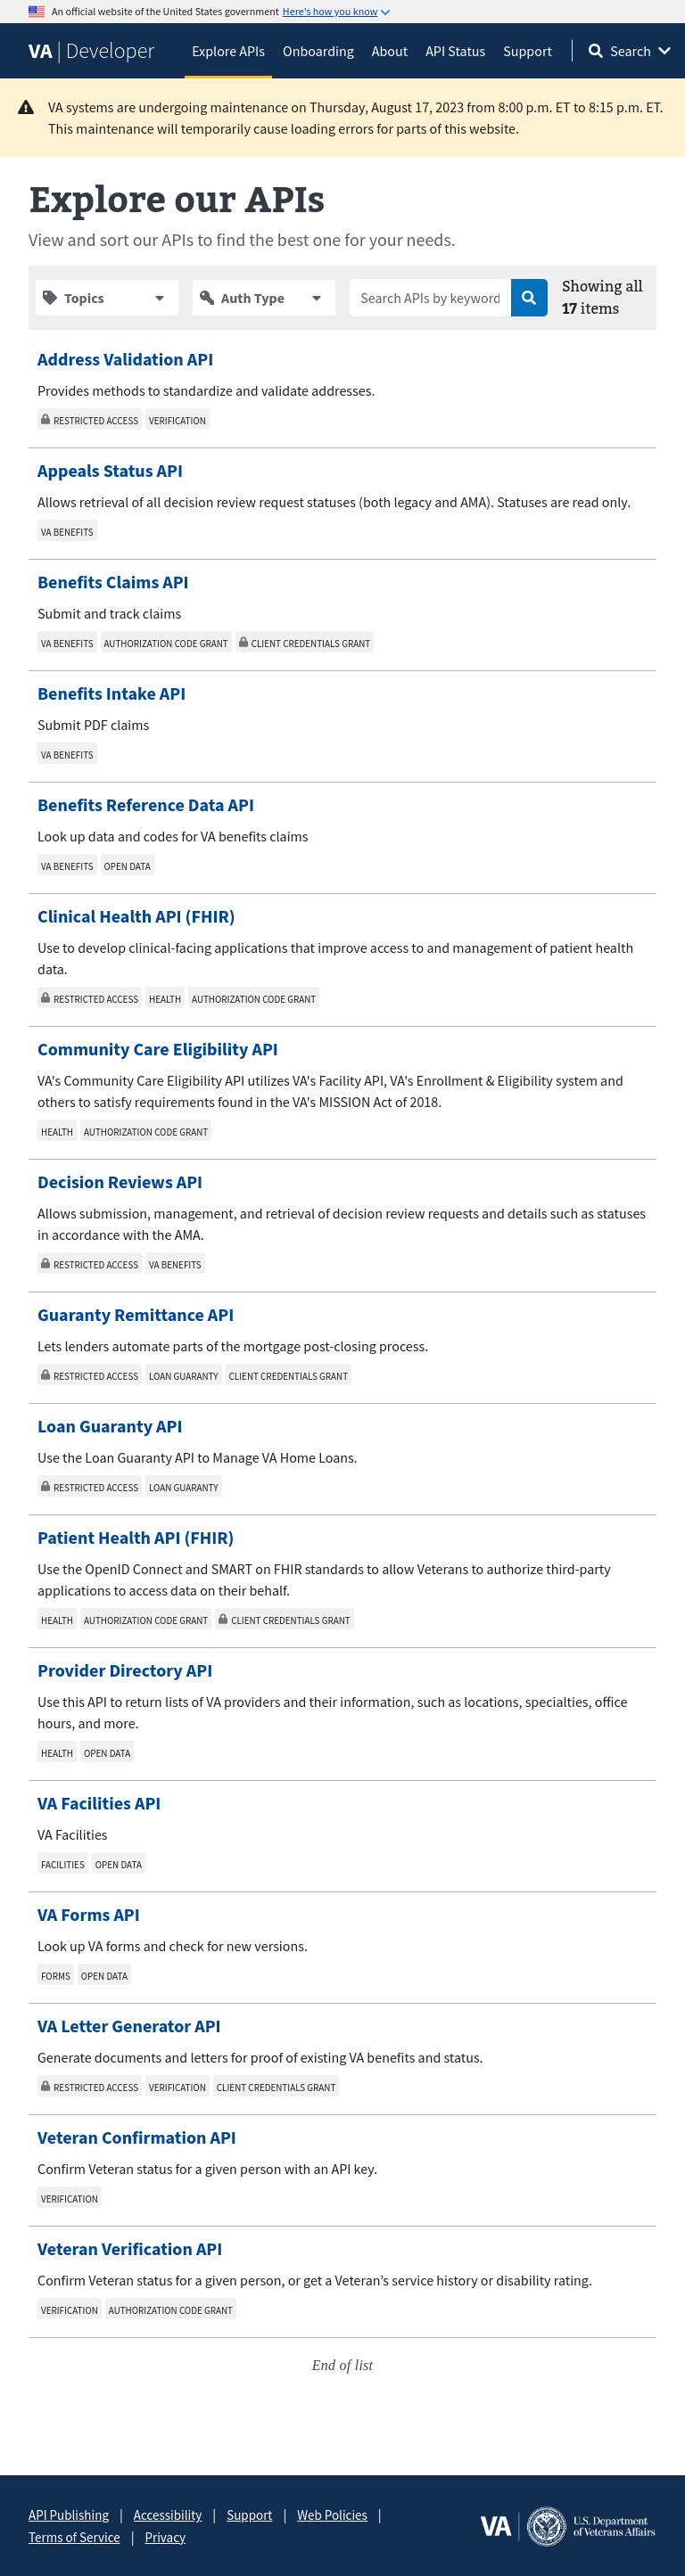 An official website of the United States government Here's how you know
VA | Developer
Explore APIs
Onboarding
About
API Status
Support
Search
VA systems are undergoing maintenance on Thursday, August 17, 2023 from 8:00 p.m. ET to 8:15 p.m. ET.
This maintenance will temporarily cause loading errors for parts of this website.
Explore our APIs
View and sort our APIs to find the best one for your needs.
Topics
Auth Type
Search APIs by keyword
Showing all
17 items
Address Validation API
Provides methods to standardize and validate addresses.
RESTRICTED ACCESS VERIFICATION
Appeals Status API
Allows retrieval of all decision review request statuses (both legacy and AMA). Statuses are read only.
VA BENEFITS
Benefits Claims API
Submit and track claims
VA BENEFITS AUTHORIZATION CODE GRANT CLIENT CREDENTIALS GRANT
Benefits Intake API
Submit PDF claims
VA BENEFITS
Benefits Reference Data API
Look up data and codes for VA benefits claims
VA BENEFITS OPEN DATA
Clinical Health API (FHIR)
Use to develop clinical-facing applications that improve access to and management of patient health
data.
RESTRICTED ACCESS HEALTH AUTHORIZATION CODE GRANT
Community Care Eligibility API
VA's Community Care Eligibility API utilizes VA's Facility API, VA's Enrollment & Eligibility system and
others to satisfy requirements found in the VA's MISSION Act of 2018.
HEALTH AUTHORIZATION CODE GRANT
Decision Reviews API
Allows submission, management, and retrieval of decision review requests and details such as statuses
in accordance with the AMA.
RESTRICTED ACCESS VA BENEFITS
Guaranty Remittance API
Lets lenders automate parts of the mortgage post-closing process.
RESTRICTED ACCESS LOAN GUARANTY CLIENT CREDENTIALS GRANT
Loan Guaranty API
Use the Loan Guaranty API to Manage VA Home Loans.
RESTRICTED ACCESS LOAN GUARANTY
Patient Health API (FHIR)
Use the OpenID Connect and SMART on FHIR standards to allow Veterans to authorize third-party
applications to access data on their behalf.
HEALTH AUTHORIZATION CODE GRANT CLIENT CREDENTIALS GRANT
Provider Directory API
Use this API to return lists of VA providers and their information, such as locations, specialties, office
hours, and more.
HEALTH OPEN DATA
VA Facilities API
VA Facilities
FACILITIES OPEN DATA
VA Forms API
Look up VA forms and check for new versions.
FORMS OPEN DATA
VA Letter Generator API
Generate documents and letters for proof of existing VA benefits and status.
RESTRICTED ACCESS VERIFICATION CLIENT CREDENTIALS GRANT
Veteran Confirmation API
Confirm Veteran status for a given person with an API key.
VERIFICATION
Veteran Verification API
Confirm Veteran status for a given person, or get a Veteran’s service history or disability rating.
VERIFICATION AUTHORIZATION CODE GRANT
End of list
API Publishing | Accessibility | Support | Web Policies |
Terms of Service | Privacy
VA
U.S. Department
of Veterans Affairs